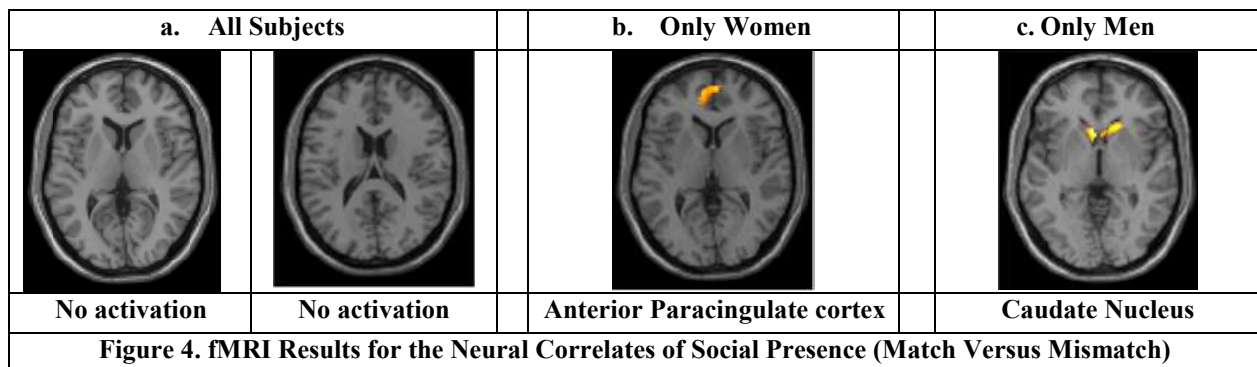 a. All Subjects
b. Only Women
c. Only Men
No activation
No activation
Anterior Paracingulate cortex
Caudate Nucleus
Figure 4. fMRI Results for the Neural Correlates of Social Presence (Match Versus Mismatch)